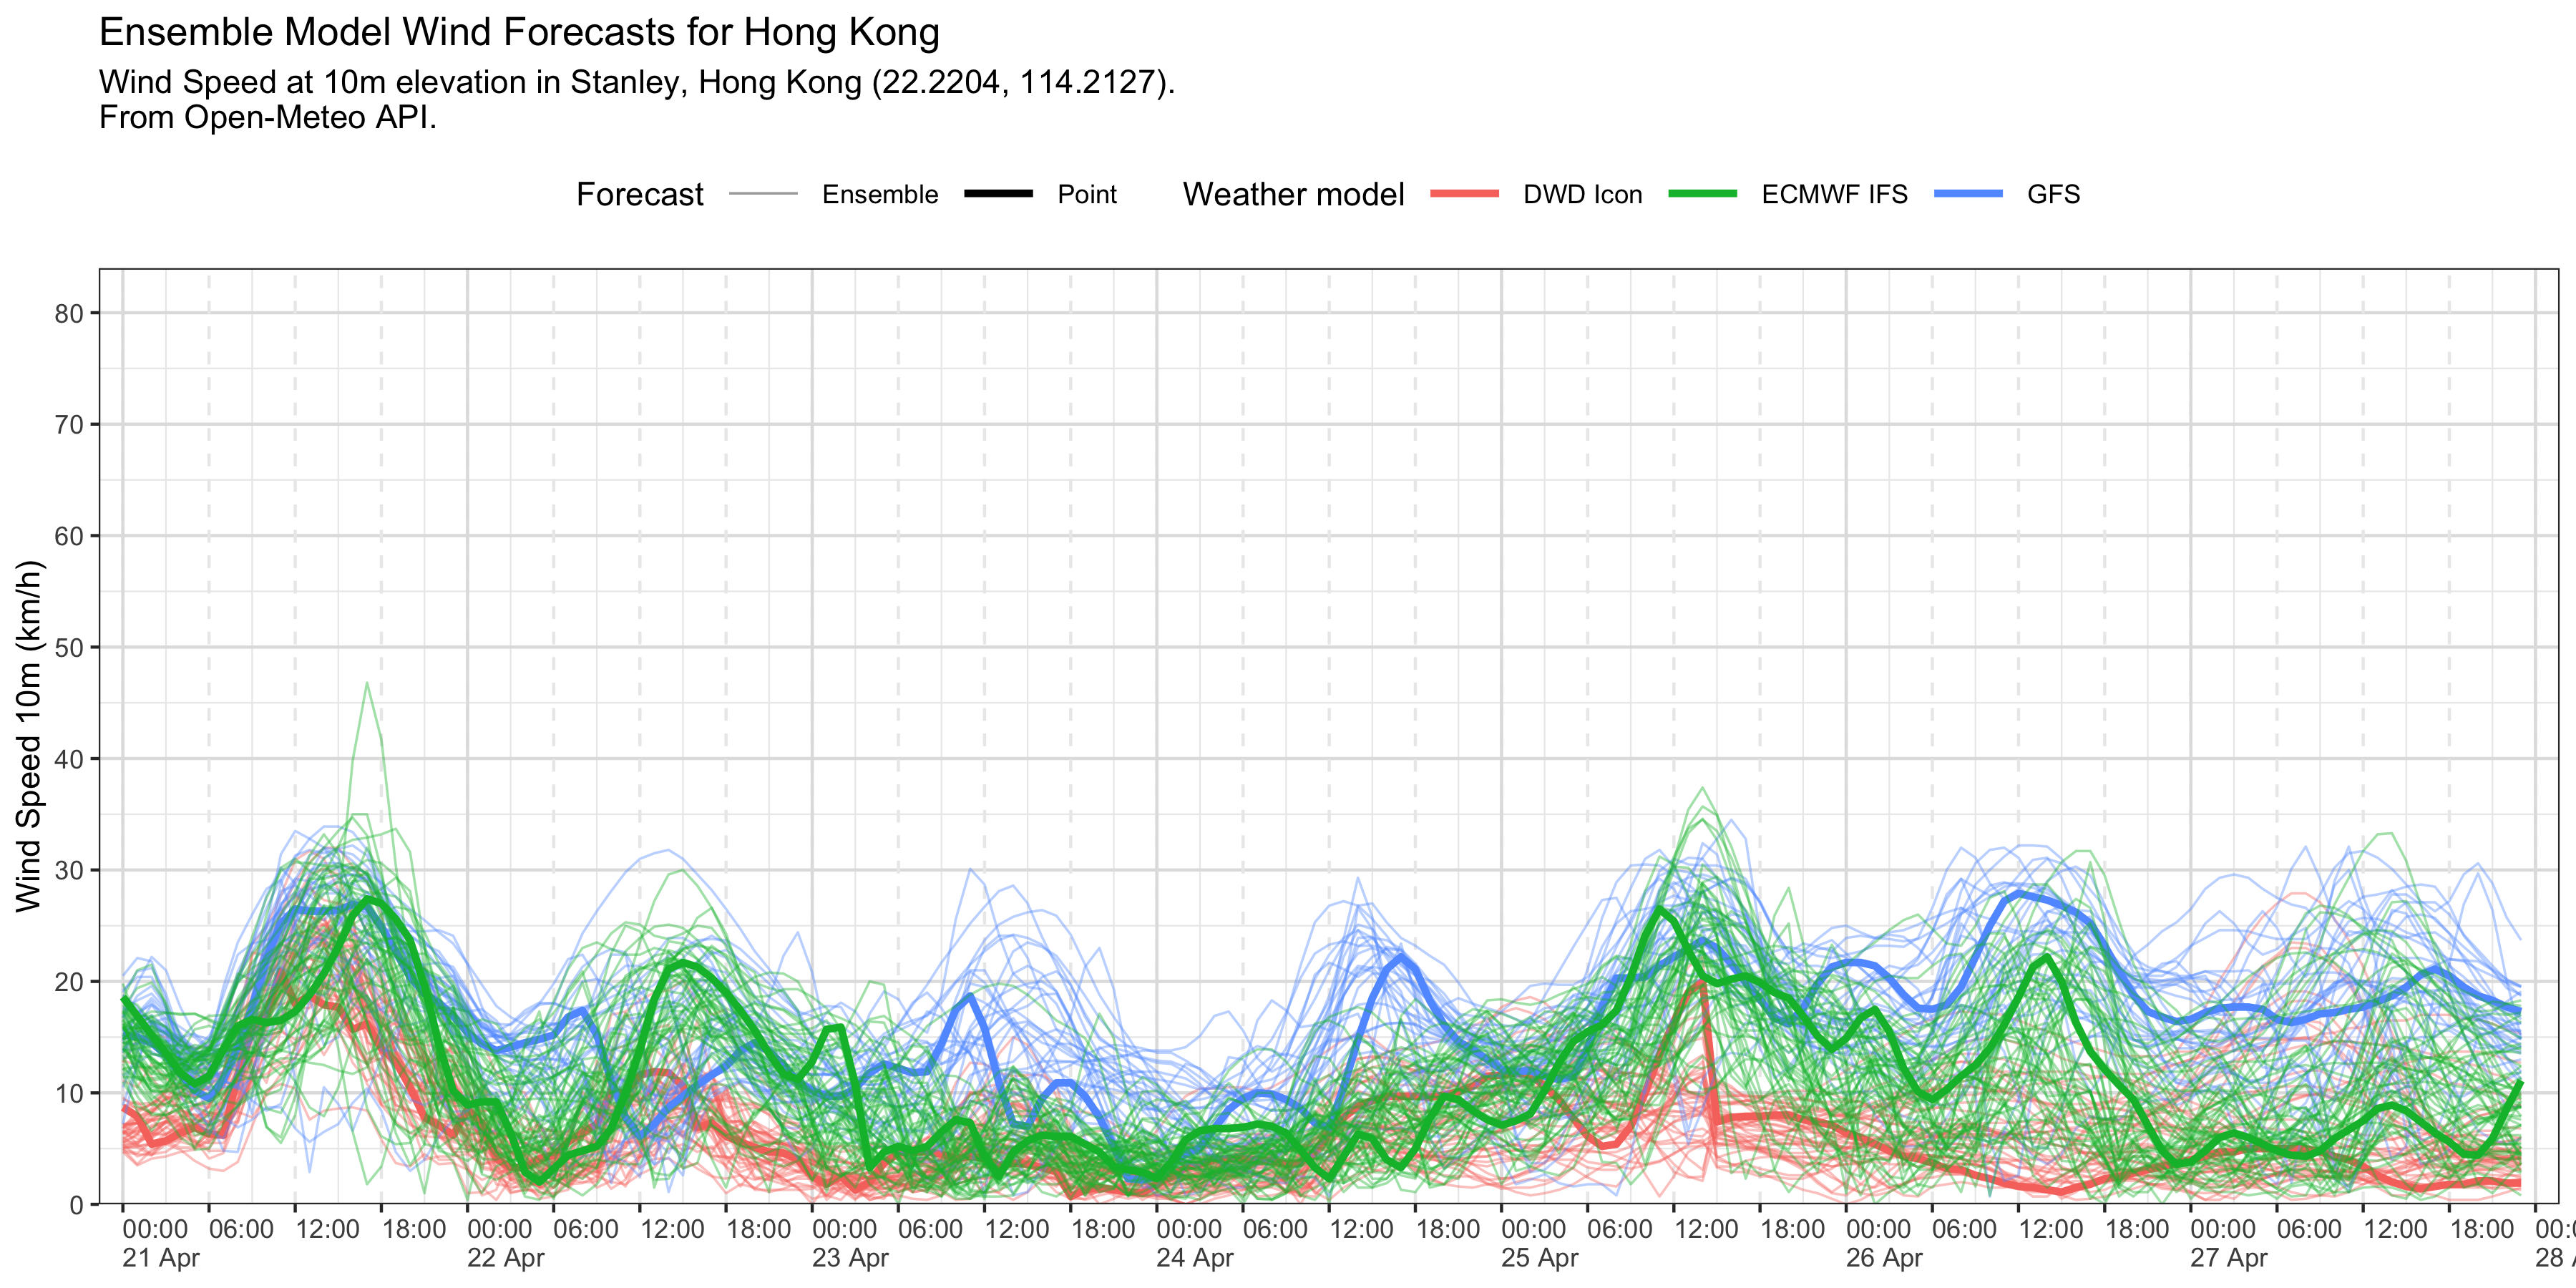 Ensemble Model Wind Forecasts for Hong Kong
Wind Speed at 10m elevation in Stanley, Hong Kong (22.2204, 114.2127).
From Open-Meteo API.
Forecast Ensemble Point Weather model DWD Icon ECMWF IFS GFS
Wind Speed 10m (km/h)
80
70
60
50
40
30
20
10
0
00:00 06:00 12:00 18:00 00:00 06:00 12:00 18:00 00:00 06:00 12:00 18:00 00:00 06:00 12:00 18:00 00:00 06:00 12:00 18:00 00:00 06:00 12:00 18:00 00:00 06:00 12:00 18:00 00:0
21 Apr 22 Apr 23 Apr 24 Apr 25 Apr 26 Apr 27 Apr 28